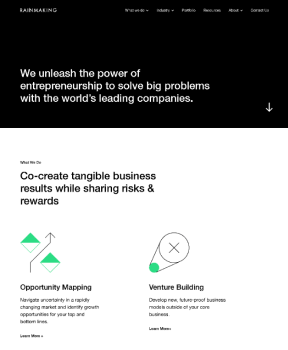 RAINMAKING
What we do
Industry
Portfolio
Resources
About
Contact Us
We unleash the power of
entrepreneurship to solve big problems
with the world's leading companies.
What We Do
Co-create tangible business
results while sharing risks &
rewards
Opportunity Mapping
Navigate uncertainty in a rapidly
changing market and identify growth
opportunities for your top and
bottom lines.
Learn More
Venture Building
Develop new, future-proof business
models outside of your core
business.
Learn More